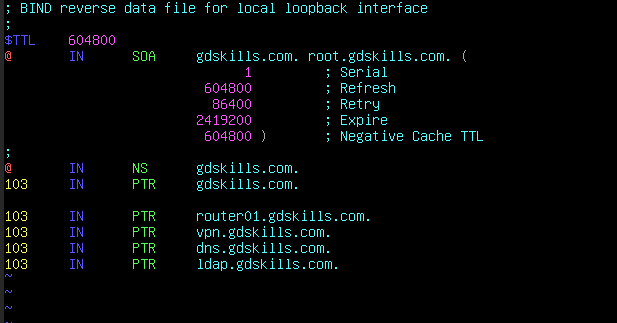 ; BIND reverse data file for local loopback interface
;
$TTL    604800
@       IN      SOA     gdskills.com. root.gdskills.com. (
                              1         ; Serial
                         604800         ; Refresh
                          86400         ; Retry
                        2419200         ; Expire
                         604800 )       ; Negative Cache TTL
;
@       IN      NS      gdskills.com.
103     IN      PTR     gdskills.com.

103     IN      PTR     router01.gdskills.com.
103     IN      PTR     vpn.gdskills.com.
103     IN      PTR     dns.gdskills.com.
103     IN      PTR     ldap.gdskills.com.
~
~
~
~